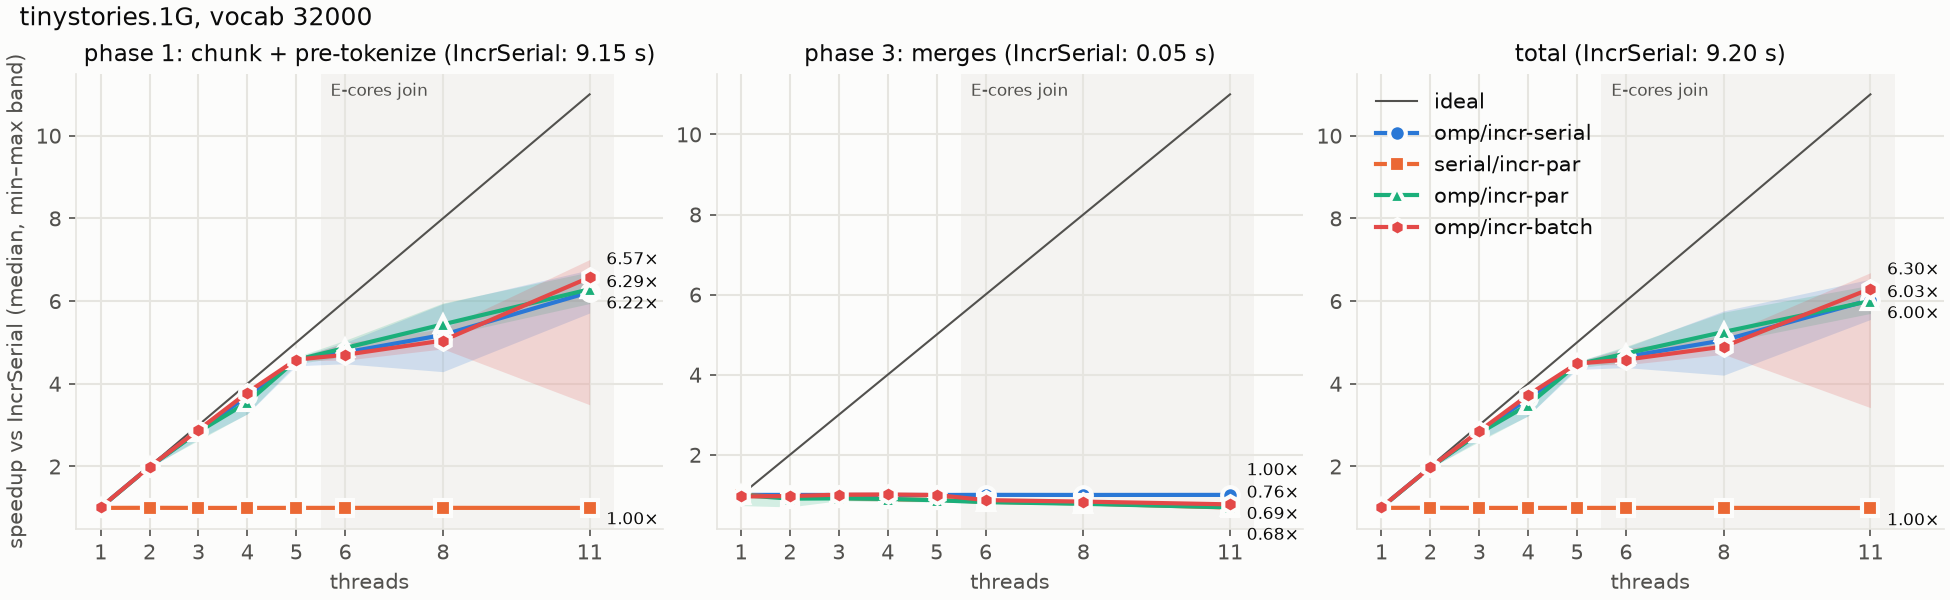 tinystories.1G, vocab 32000
speedup vs IncrSerial (median, min–max band)
phase 1: chunk + pre-tokenize (IncrSerial: 9.15 s)
E-cores join
10
8
6
4
2
6.57×
6.29×
6.22×
1.00×
1 2 3 4 5 6 8 11
threads
phase 3: merges (IncrSerial: 0.05 s)
E-cores join
10
8
6
4
2
1.00×
0.76×
0.69×
0.68×
1 2 3 4 5 6 8 11
threads
total (IncrSerial: 9.20 s)
E-cores join
ideal
omp/incr-serial
serial/incr-par
omp/incr-par
omp/incr-batch
10
8
6
4
2
6.30×
6.03×
6.00×
1.00×
1 2 3 4 5 6 8 11
threads